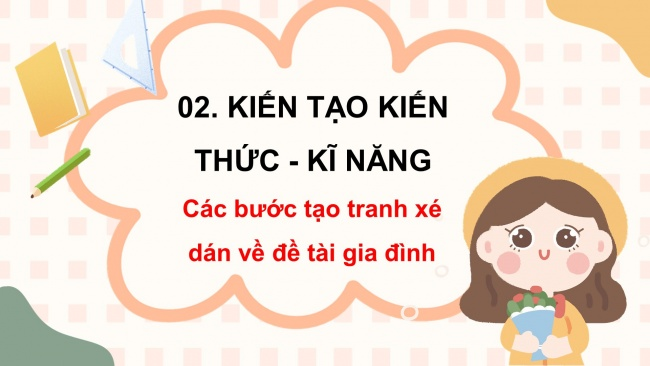 02. KIẾN TẠO KIẾN
THỨC - KĨ NĂNG
Các bước tạo tranh xé
dán về đề tài gia đình